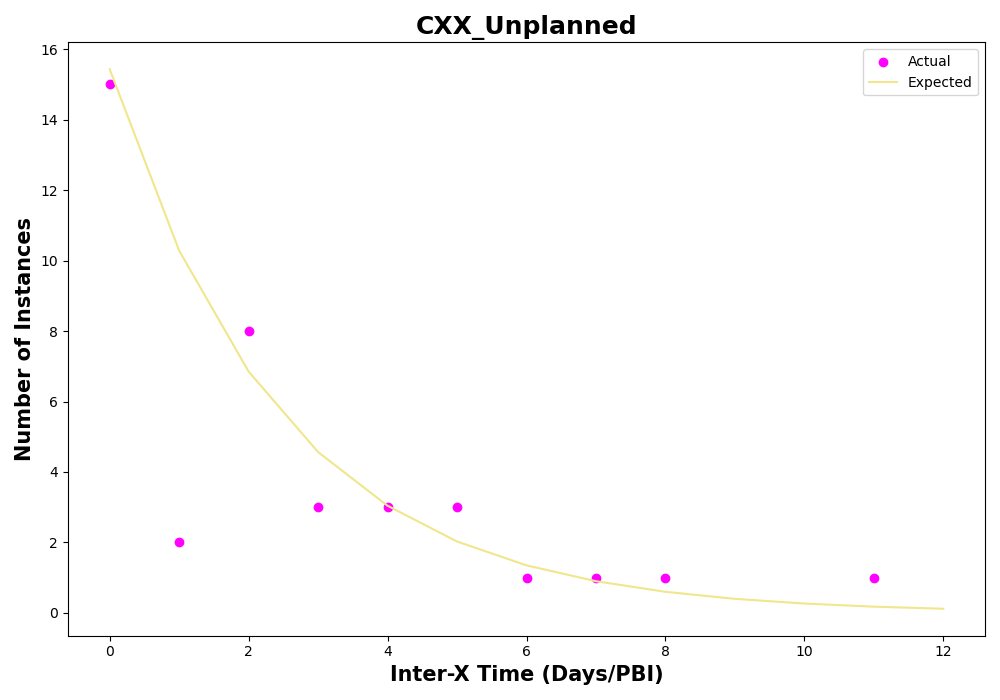 CXX_Unplanned
Actual
Expected
Number of Instances
16
14
12
10
8
6
4
2
0
0 2 4 6 8 10 12
Inter-X Time (Days/PBI)